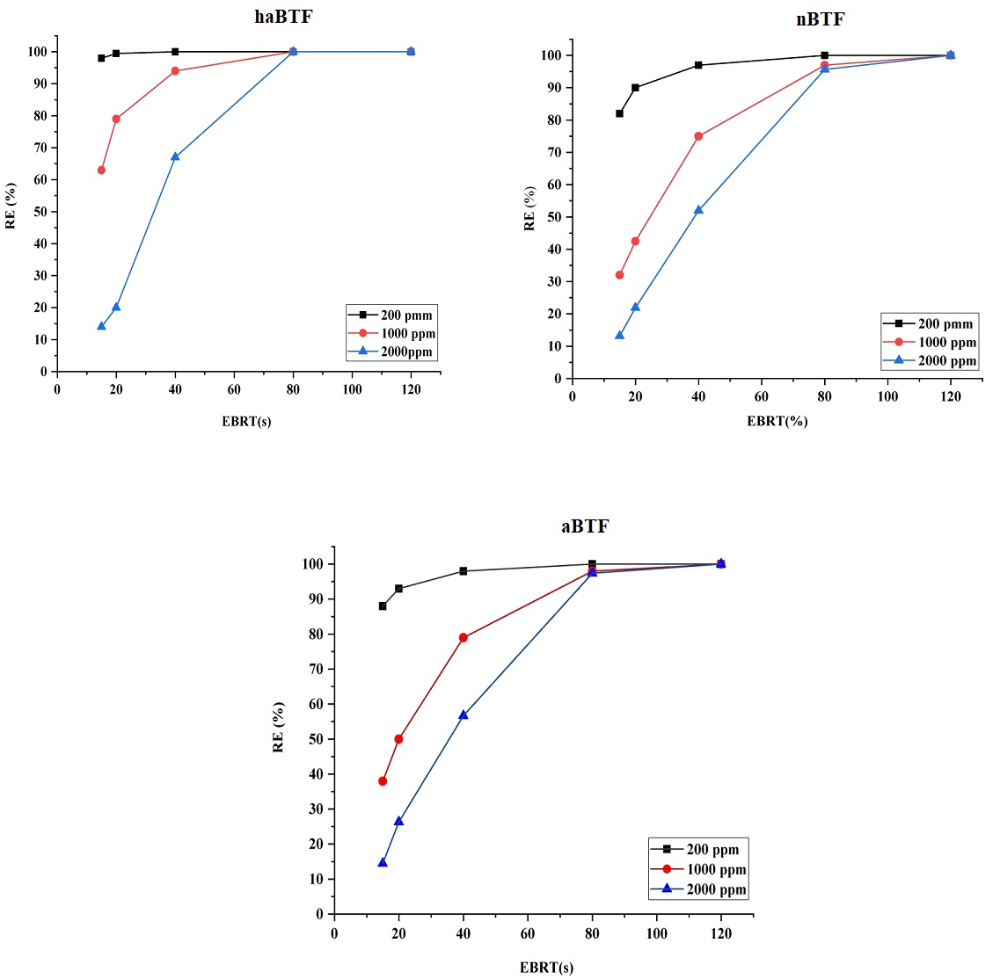 haBTF
100
90
80
70
60
50
40
30
20
10
0
RE (%)
0 20 40 60 80 100 120
EBRT(s)
200 pmm
1000 ppm
2000ppm
nBTF
100
90
80
70
60
50
40
30
20
10
0
RE (%)
0 20 40 60 80 100 120
EBRT(%)
200 pmm
1000 ppm
2000 ppm
aBTF
100
90
80
70
60
50
40
30
20
10
0
RE (%)
0 20 40 60 80 100 120
EBRT(s)
200 ppm
1000 ppm
2000 ppm